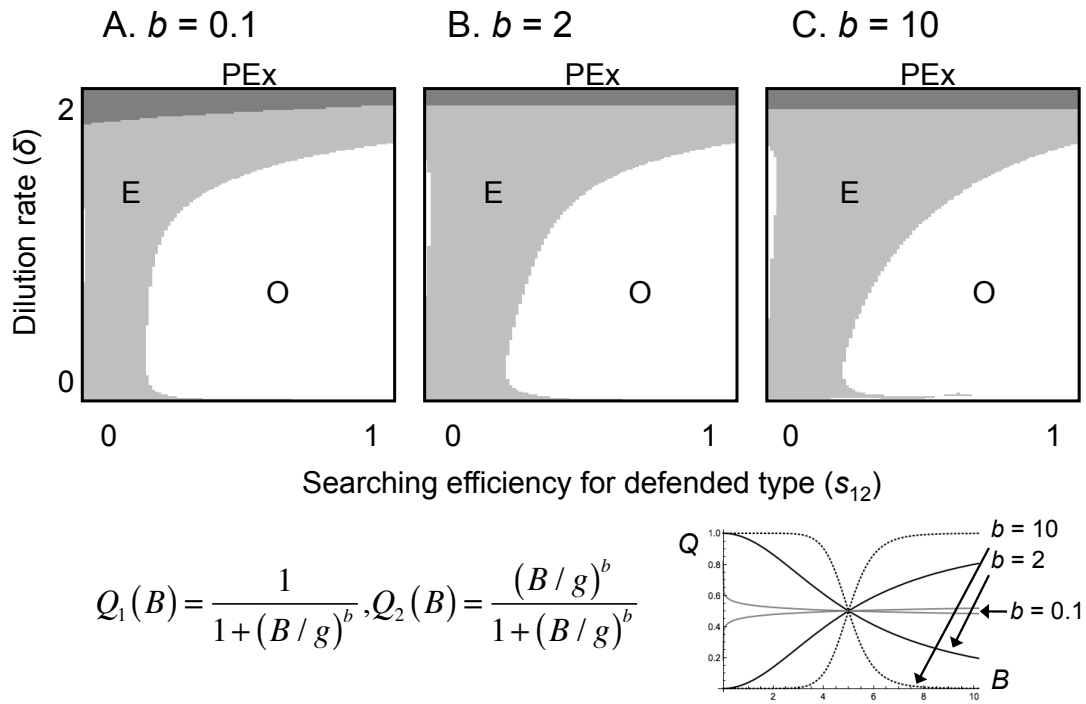 A. b = 0.1 B. b = 2 C. b = 10
PEx PEx PEx
2
E E E
O O O
0
Dilution rate (δ)
0 1 0 1 0 1
Searching efficiency for defended type (s₁₂)
Q₁(B) = 1 / (1 + (B / g)ᵇ), Q₂(B) = (B / g)ᵇ / (1 + (B / g)ᵇ)
Q
1.0
0.8
0.6
0.4
0.2
2 4 6 8 10
B
b = 10
b = 2
b = 0.1